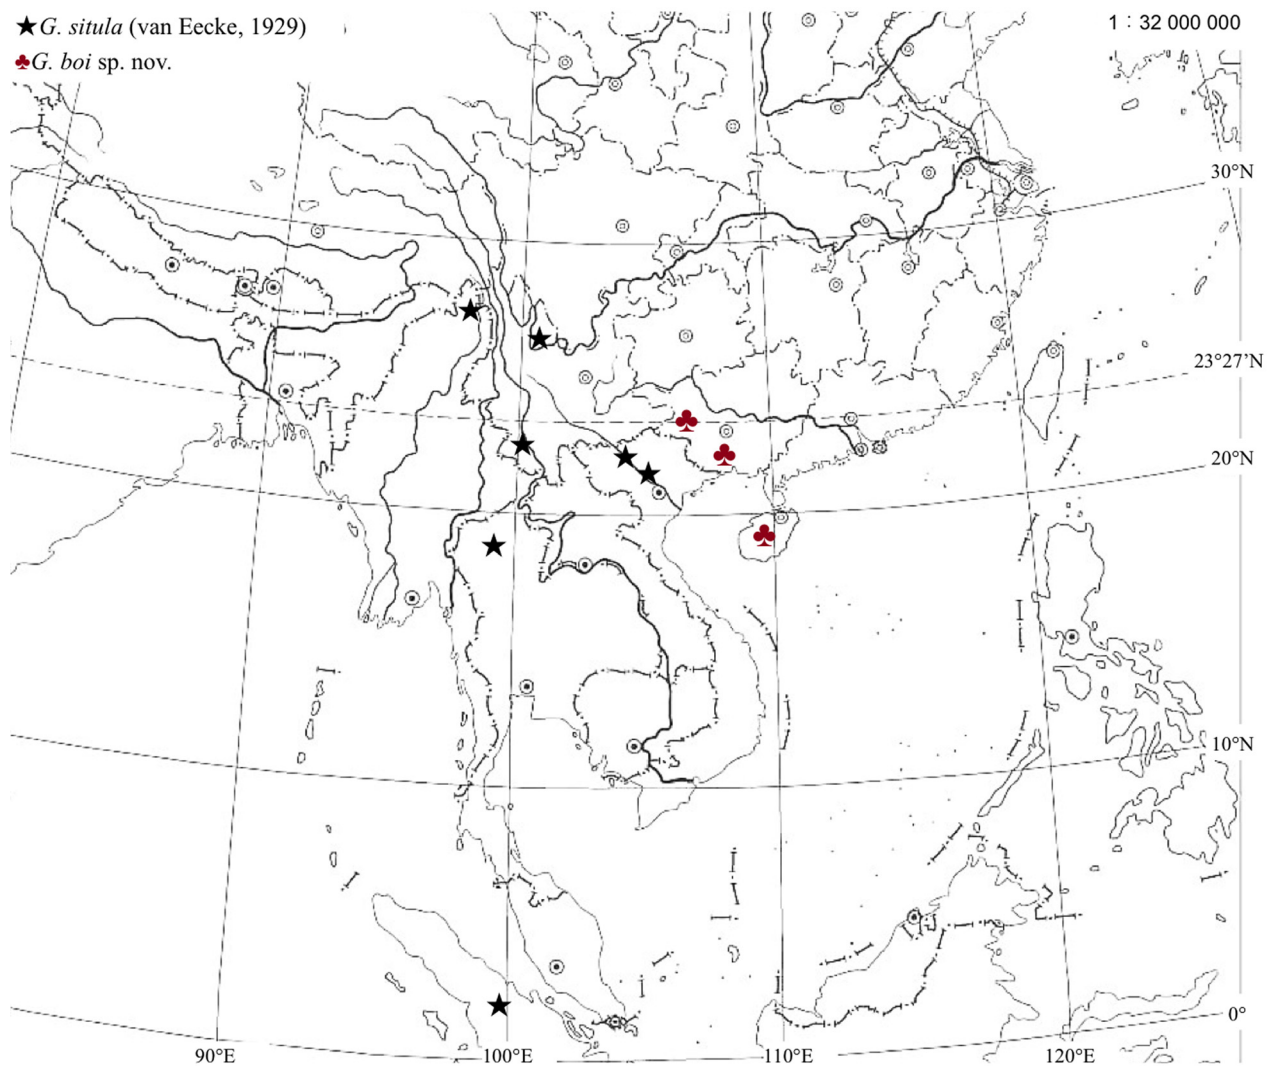 ★G. situla (van Eecke, 1929)
♣G. boi sp. nov.
1 : 32 000 000
30°N
23°27'N
20°N
10°N
0°
90°E
100°E
110°E
120°E